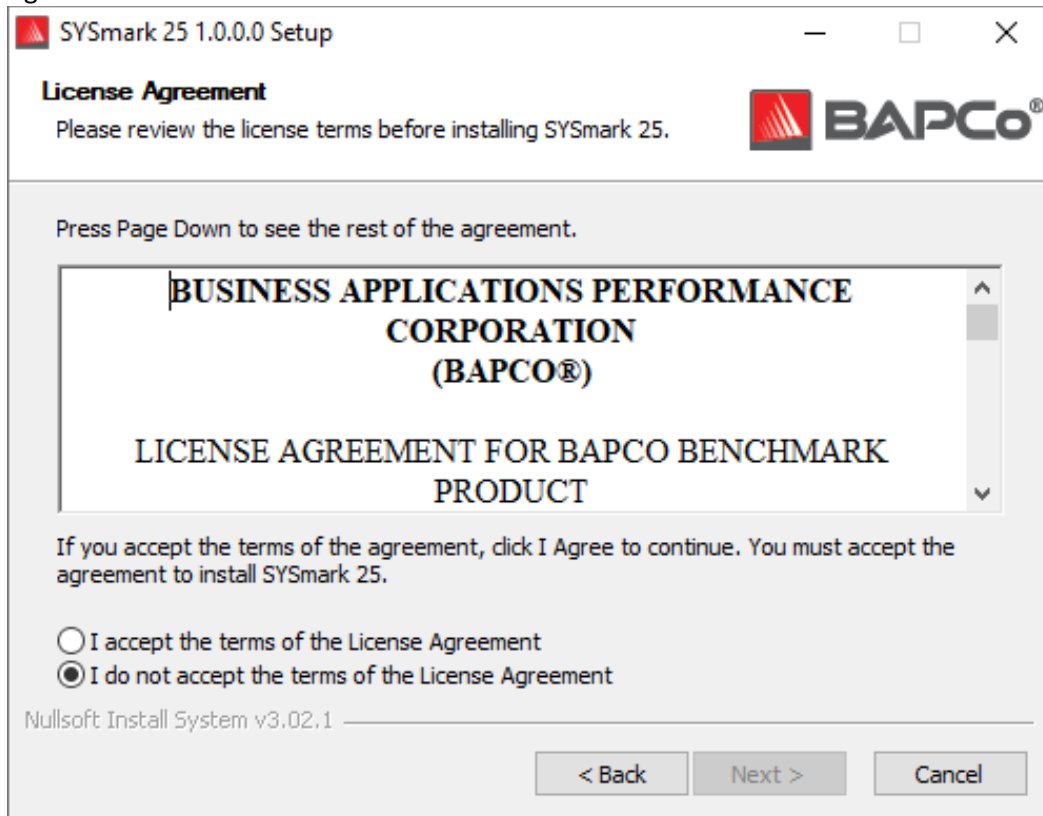 SYSmark 25 1.0.0.0 Setup
License Agreement
Please review the license terms before installing SYSmark 25.
BAPCo®
Press Page Down to see the rest of the agreement.
BUSINESS APPLICATIONS PERFORMANCE
CORPORATION
(BAPCO®)
LICENSE AGREEMENT FOR BAPCO BENCHMARK
PRODUCT
If you accept the terms of the agreement, click I Agree to continue. You must accept the
agreement to install SYSmark 25.
I accept the terms of the License Agreement
I do not accept the terms of the License Agreement
Nullsoft Install System v3.02.1
< Back
Next >
Cancel